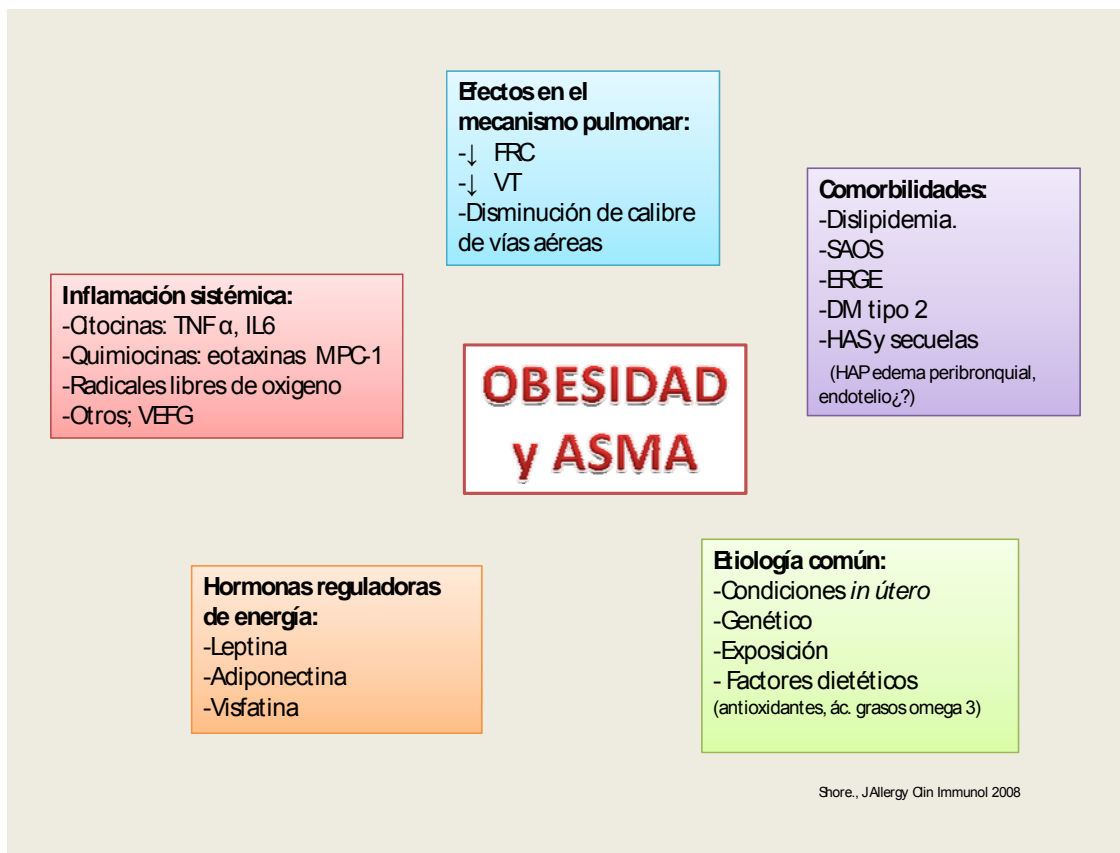 Efectos en el
mecanismo pulmonar:
-↓ FRC
-↓ VT
-Disminución de calibre
de vías aéreas
Comorbilidades:
-Dislipidemia.
-SAOS
-ERGE
-DM tipo 2
-HAS y secuelas
(HAP edema peribronquial,
endotelio¿?)
Inflamación sistémica:
-Citocinas: TNF α, IL6
-Quimiocinas: eotaxinas MPC-1
-Radicales libres de oxigeno
-Otros; VEFG
OBESIDAD
y ASMA
Hormonas reguladoras
de energía:
-Leptina
-Adiponectina
-Visfatina
Etiología común:
-Condiciones in útero
-Genético
-Exposición
- Factores dietéticos
(antioxidantes, ác. grasos omega 3)
Shore., J Allergy Clin Immunol 2008